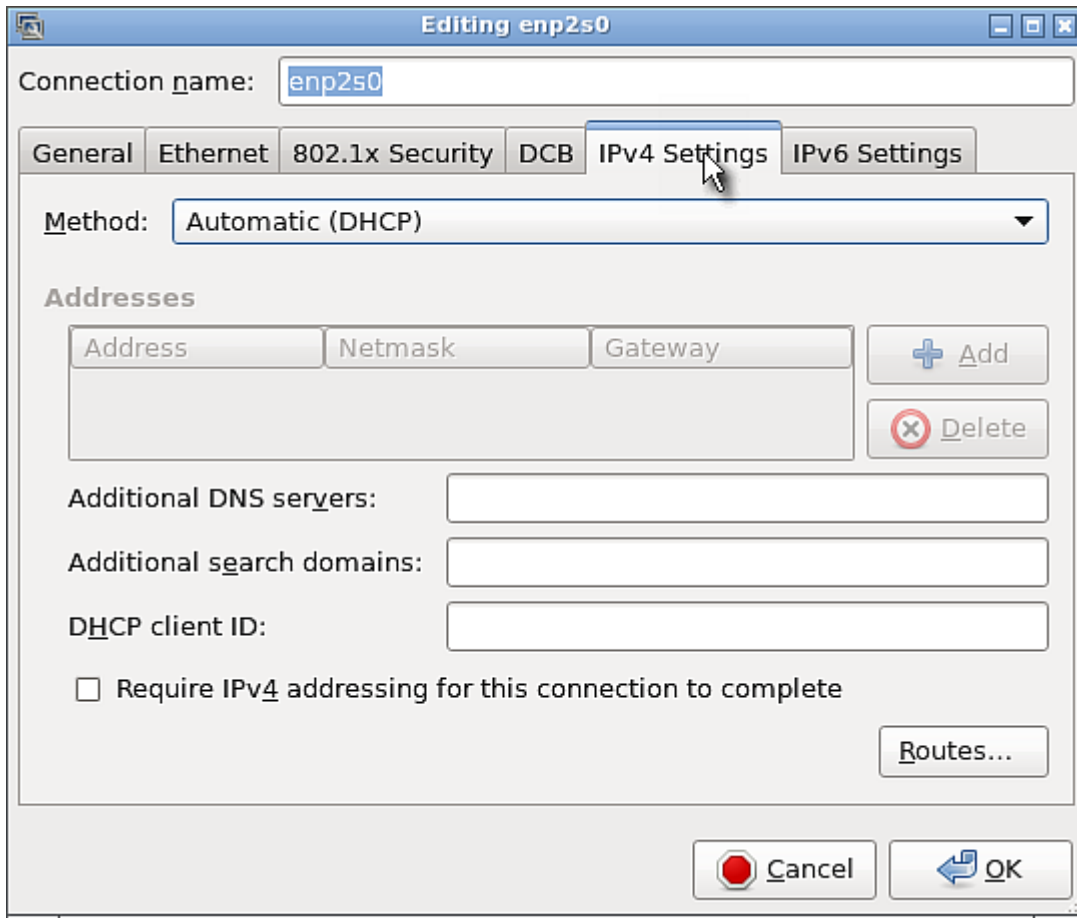 Editing enp2s0
Connection name: enp2s0
General Ethernet 802.1x Security DCB IPv4 Settings IPv6 Settings
Method: Automatic (DHCP)
Addresses
Address Netmask Gateway
Add
Delete
Additional DNS servers:
Additional search domains:
DHCP client ID:
Require IPv4 addressing for this connection to complete
Routes...
Cancel OK